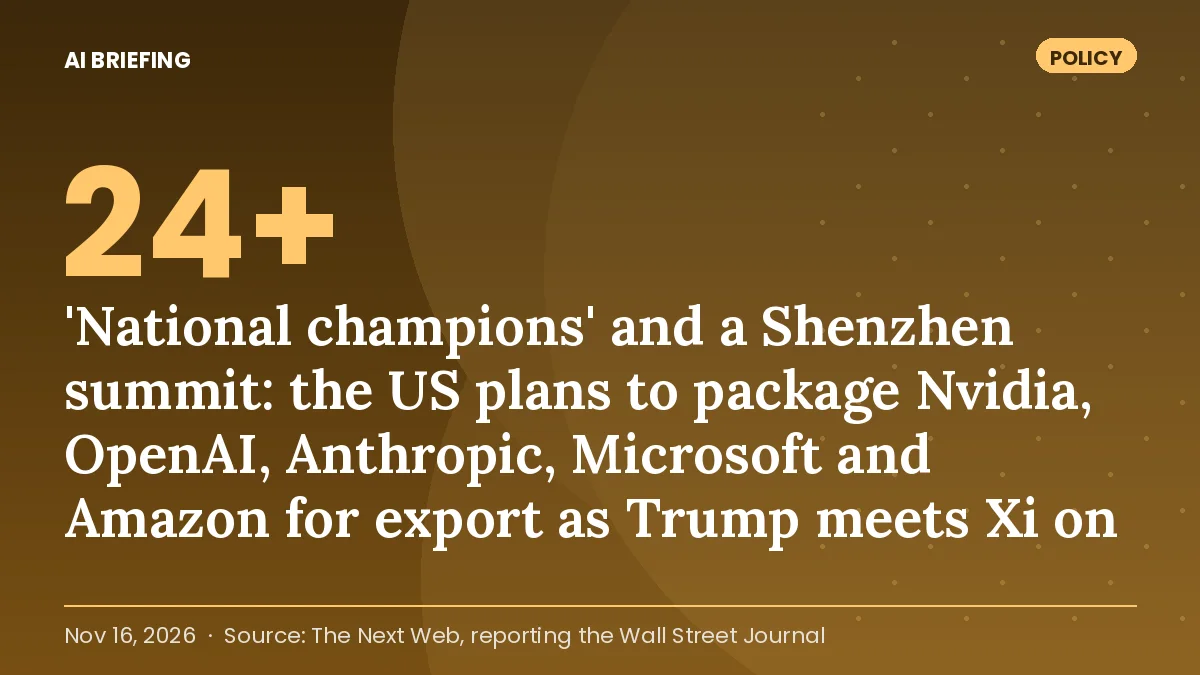 AI BRIEFING
POLICY
24+
'National champions' and a Shenzhen
summit: the US plans to package Nvidia,
OpenAI, Anthropic, Microsoft and
Amazon for export as Trump meets Xi on
Nov 16, 2026 · Source: The Next Web, reporting the Wall Street Journal